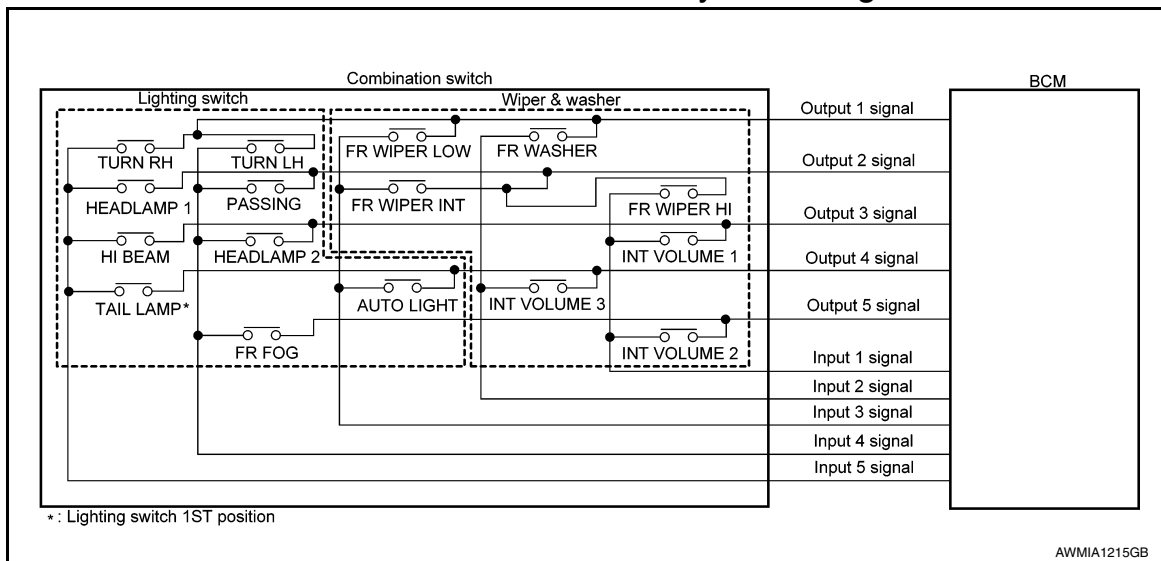 Combination switch
BCM
Lighting switch
Wiper & washer
Output 1 signal
TURN RH
TURN LH
FR WIPER LOW
FR WASHER
Output 2 signal
HEADLAMP 1
PASSING
FR WIPER INT
FR WIPER HI
Output 3 signal
HI BEAM
HEADLAMP 2
INT VOLUME 1
Output 4 signal
TAIL LAMP*
AUTO LIGHT
INT VOLUME 3
Output 5 signal
FR FOG
INT VOLUME 2
Input 1 signal
Input 2 signal
Input 3 signal
Input 4 signal
Input 5 signal
* : Lighting switch 1ST position
AWMIA1215GB